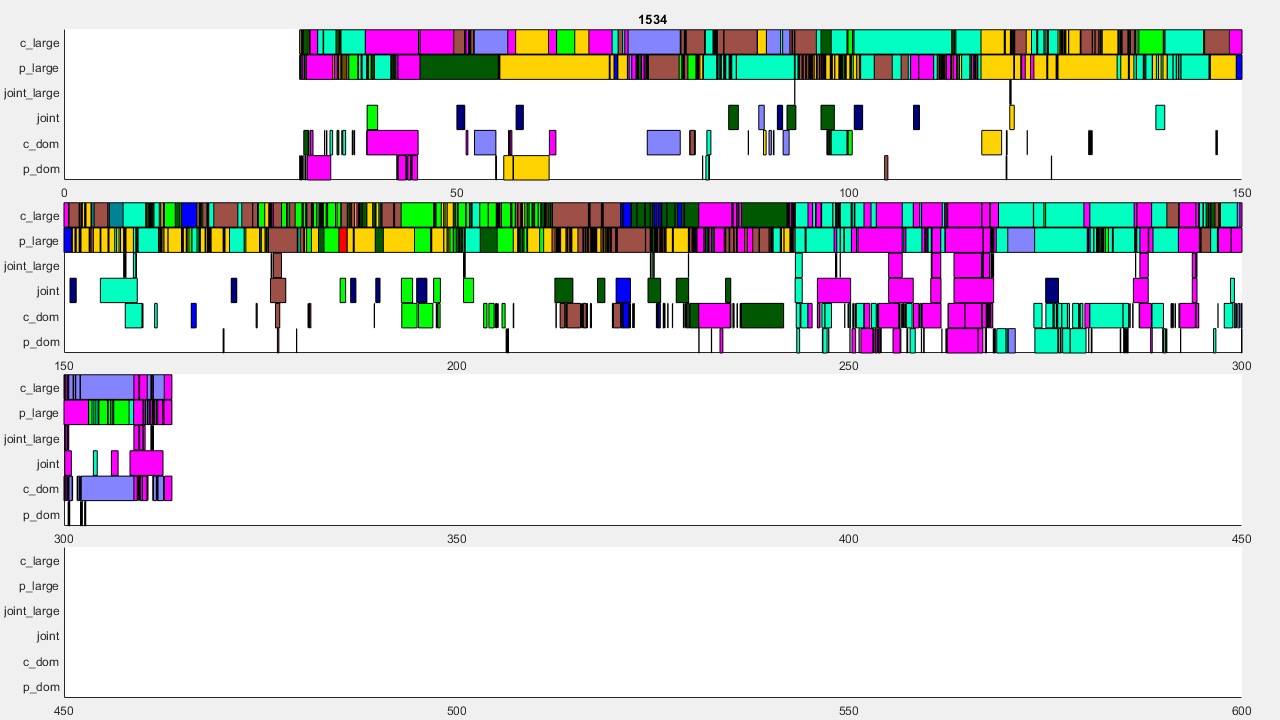 1534
c_large
p_large
joint_large
joint
c_dom
p_dom
0 50 100 150
c_large
p_large
joint_large
joint
c_dom
p_dom
150 200 250 300
c_large
p_large
joint_large
joint
c_dom
p_dom
300 350 400 450
c_large
p_large
joint_large
joint
c_dom
p_dom
450 500 550 600